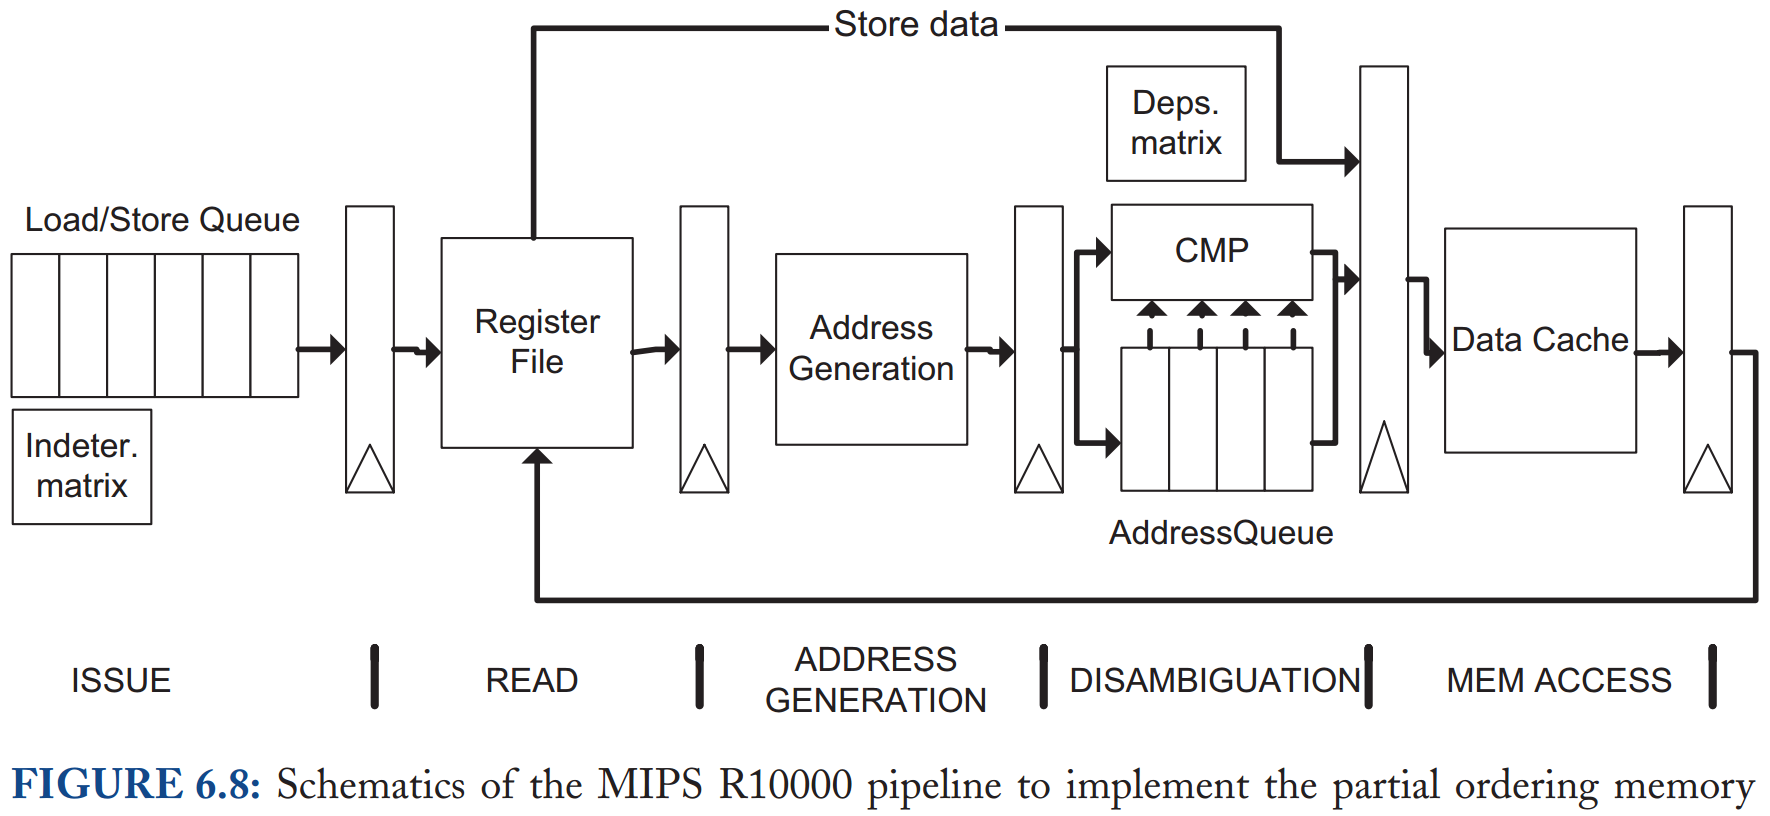 Store data
Deps.
matrix
Load/Store Queue
CMP
Register
File
Address
Generation
Data Cache
Indeter.
matrix
AddressQueue
ISSUE
READ
ADDRESS
GENERATION
DISAMBIGUATION
MEM ACCESS
FIGURE 6.8: Schematics of the MIPS R10000 pipeline to implement the partial ordering memory